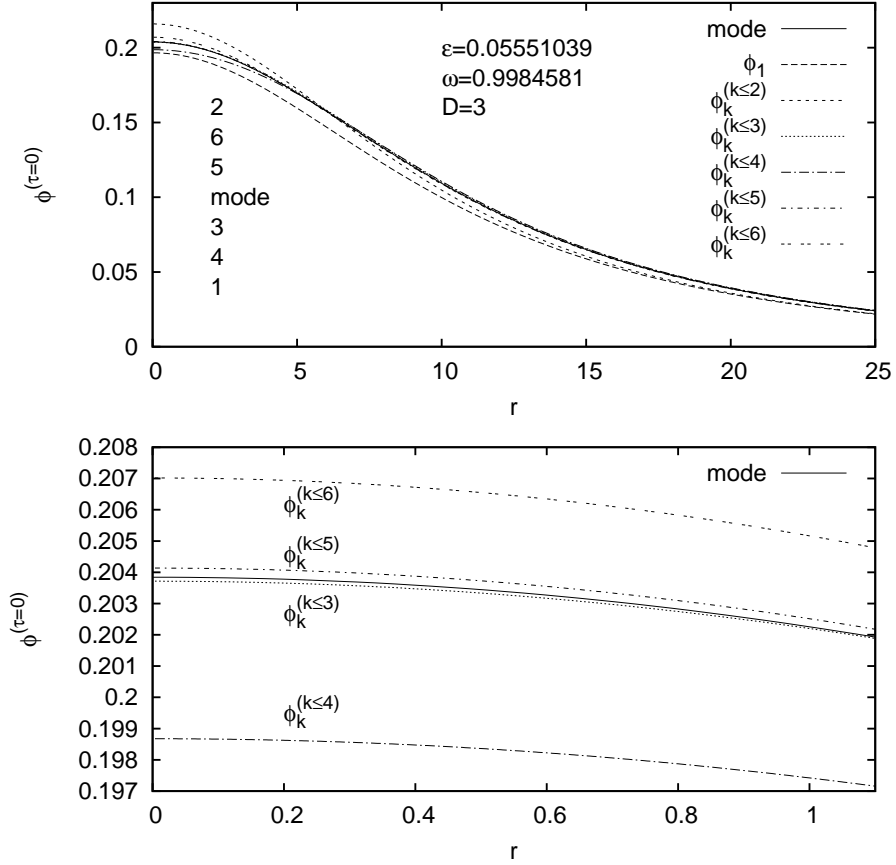 0.2
0.15
0.1
0.05
0
0 5 10 15 20 25
r
ϕ^(τ=0)
ε=0.05551039
ω=0.9984581
D=3
2
6
5
mode
3
4
1
mode
ϕ_1
ϕ_k^(k≤2)
ϕ_k^(k≤3)
ϕ_k^(k≤4)
ϕ_k^(k≤5)
ϕ_k^(k≤6)
0.208
0.207
0.206
0.205
0.204
0.203
0.202
0.201
0.2
0.199
0.198
0.197
0 0.2 0.4 0.6 0.8 1
r
ϕ^(τ=0)
mode
ϕ_k^(k≤6)
ϕ_k^(k≤5)
ϕ_k^(k≤3)
ϕ_k^(k≤4)